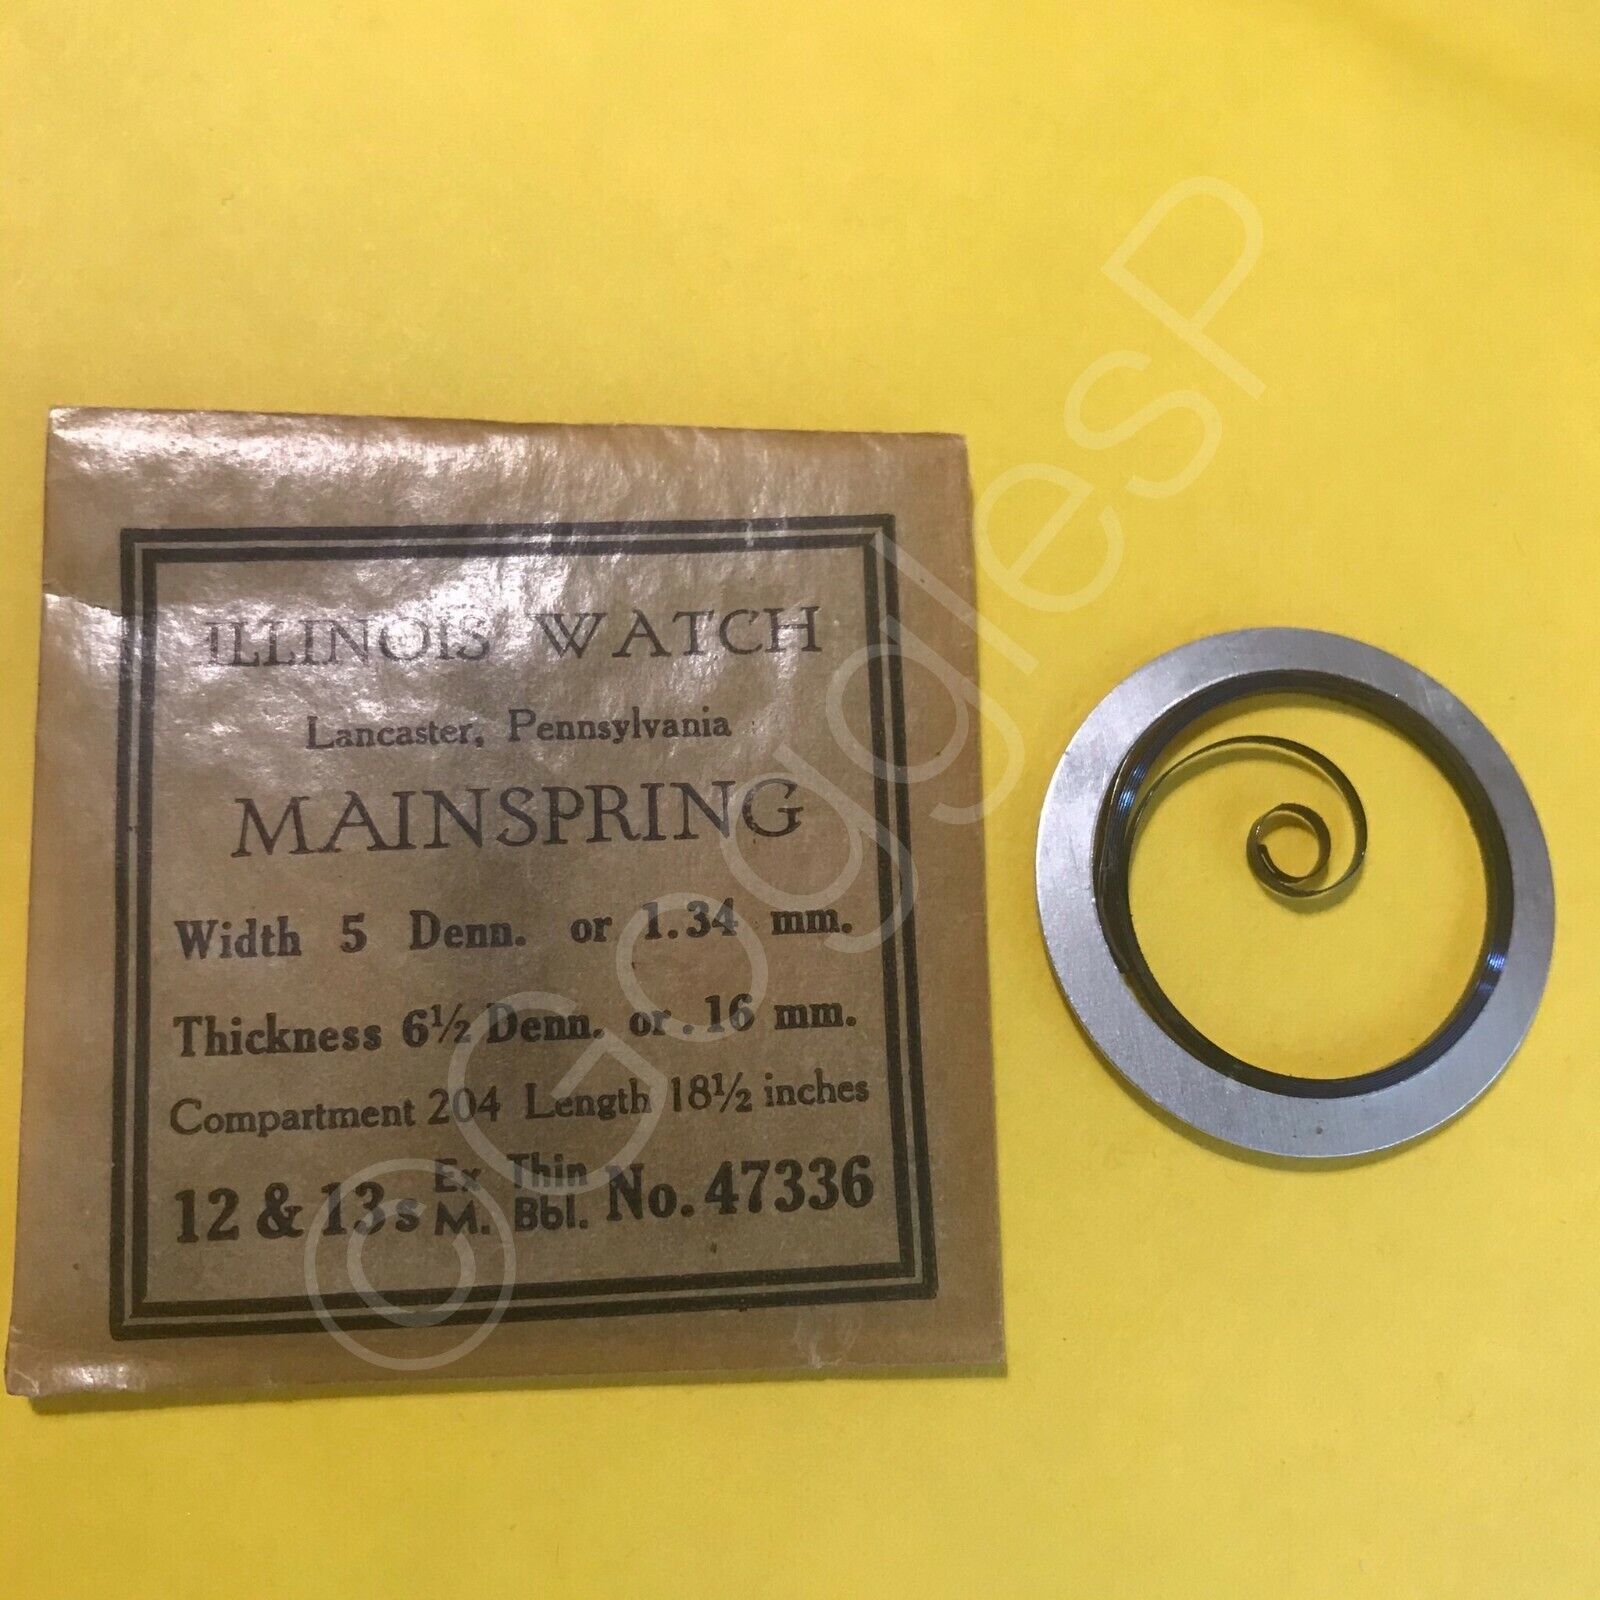 ILLINOIS WATCH
Lancaster, Pennsylvania
MAINSPRING
Width 5 Denn. or 1.34 mm.
Thickness 6½ Denn. or .16 mm.
Compartment 204 Length 18½ inches
12 & 13s Ex Thin M. Bbl. No. 47336
©GogglesP